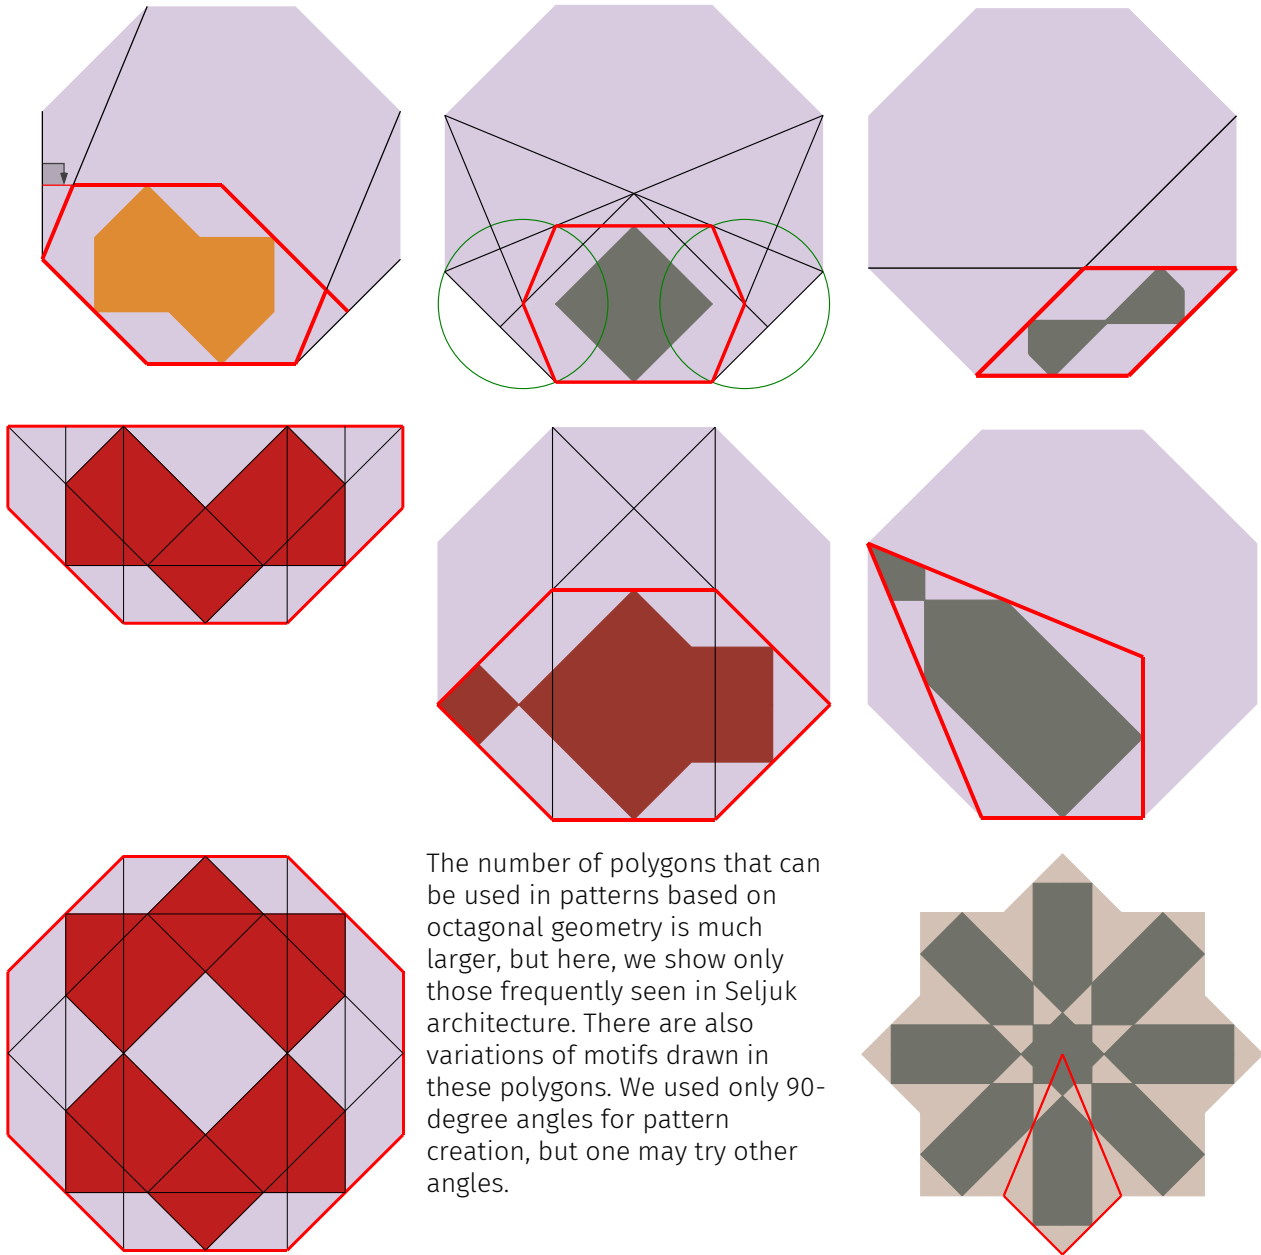 The number of polygons that can
be used in patterns based on
octagonal geometry is much
larger, but here, we show only
those frequently seen in Seljuk
architecture. There are also
variations of motifs drawn in
these polygons. We used only 90-
degree angles for pattern
creation, but one may try other
angles.